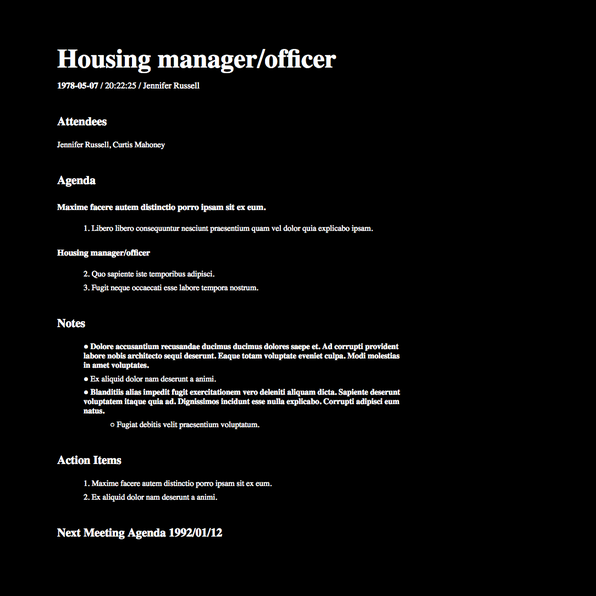 Housing manager/officer
1978-05-07 / 20:22:25 / Jennifer Russell
Attendees
Jennifer Russell, Curtis Mahoney
Agenda
Maxime facere autem distinctio porro ipsam sit ex eum.
1. Libero libero consequuntur nesciunt praesentium quam vel dolor quia explicabo ipsam.
Housing manager/officer
2. Quo sapiente iste temporibus adipisci.
3. Fugit neque occaecati esse labore tempora nostrum.
Notes
● Dolore accusantium recusandae ducimus ducimus dolores saepe et. Ad corrupti provident
labore nobis architecto sequi deserunt. Eaque totam voluptate eveniet culpa. Modi molestias
in amet voluptates.
● Ex aliquid dolor nam deserunt a animi.
● Blanditiis alias impedit fugit exercitationem vero deleniti aliquam dicta. Sapiente deserunt
voluptatem itaque quia ad. Dignissimos incidunt esse nulla explicabo. Corrupti adipisci eum
natus.
○ Fugiat debitis velit praesentium voluptatum.
Action Items
1. Maxime facere autem distinctio porro ipsam sit ex eum.
2. Ex aliquid dolor nam deserunt a animi.
Next Meeting Agenda 1992/01/12